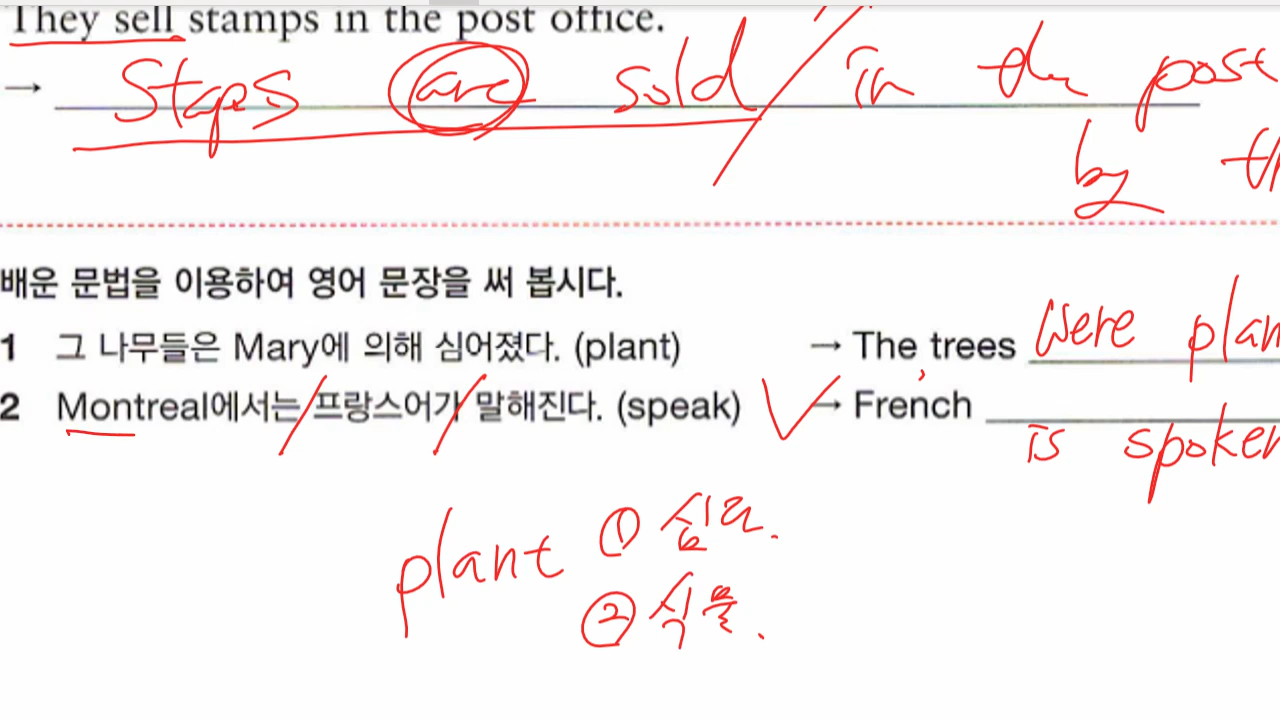 They sell stamps in the post office.
→ Staps are sold in the post
by th
배운 문법을 이용하여 영어 문장을 써 봅시다.
1 그 나무들은 Mary에 의해 심어졌다. (plant) → The trees were plan
2 Montreal에서는 프랑스어가 말해진다. (speak) → French
is spoken
plant ① 심다.
② 식물.